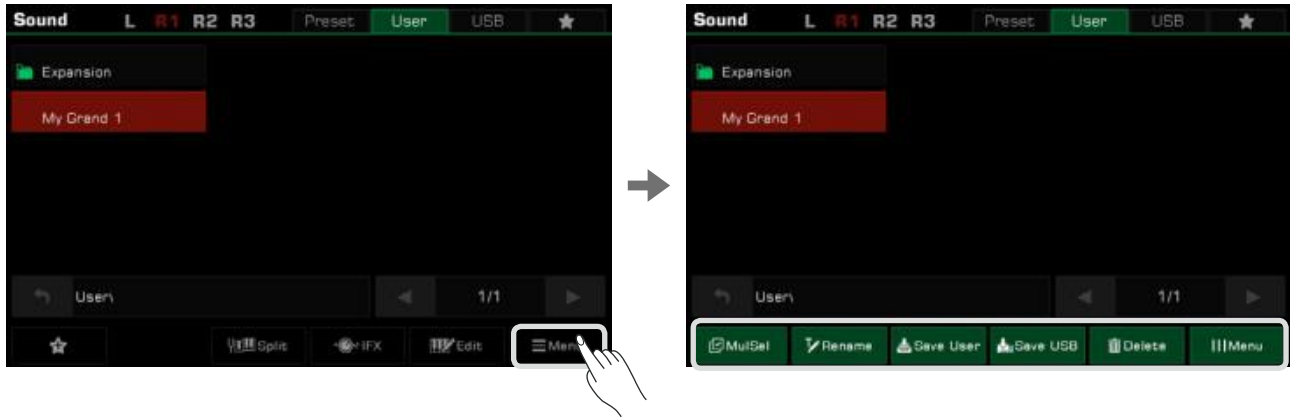 Sound L R1 R2 R3 Preset User USB
Expansion
My Grand 1
User\ 1/1
Split IFX Edit Menu
Sound L R1 R2 R3 Preset User USB
Expansion
My Grand 1
User\ 1/1
MulSel Rename Save User Save USB Delete Menu